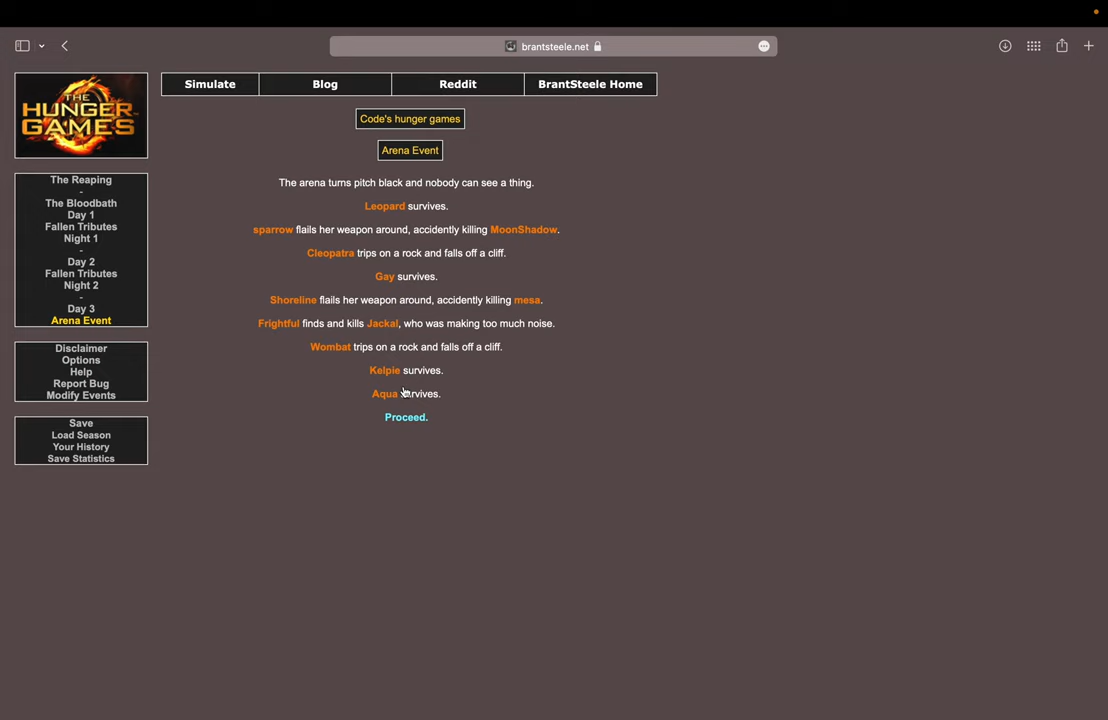 brantsteele.net
THE
HUNGER
GAMES
Simulate
Blog
Reddit
BrantSteele Home
Code's hunger games
Arena Event
The Reaping
-
The Bloodbath
Day 1
Fallen Tributes
Night 1
-
Day 2
Fallen Tributes
Night 2
-
Day 3
Arena Event
Disclaimer
Options
Help
Report Bug
Modify Events
Save
Load Season
Your History
Save Statistics
The arena turns pitch black and nobody can see a thing.
Leopard survives.
sparrow flails her weapon around, accidently killing MoonShadow.
Cleopatra trips on a rock and falls off a cliff.
Gay survives.
Shoreline flails her weapon around, accidently killing mesa.
Frightful finds and kills Jackal, who was making too much noise.
Wombat trips on a rock and falls off a cliff.
Kelpie survives.
Aqua survives.
Proceed.